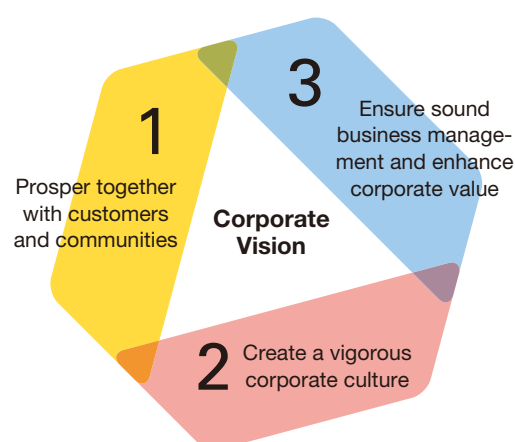 1
Prosper together
with customers
and communities
3
Ensure sound
business manage-
ment and enhance
corporate value
Corporate
Vision
2
Create a vigorous
corporate culture